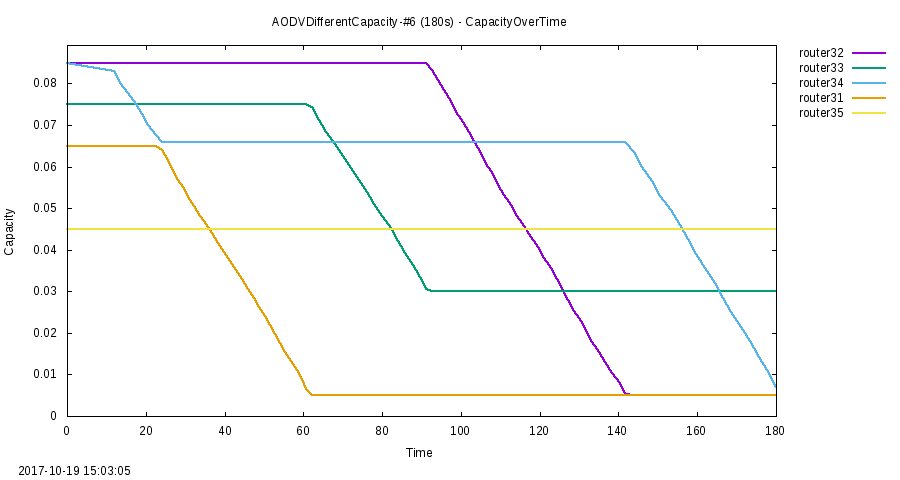 AODVDifferentCapacity-#6 (180s) - CapacityOverTime
router32
router33
router34
router31
router35
0.08
0.07
0.06
0.05
0.04
0.03
0.02
0.01
0
Capacity
0 20 40 60 80 100 120 140 160 180
Time
2017-10-19 15:03:05